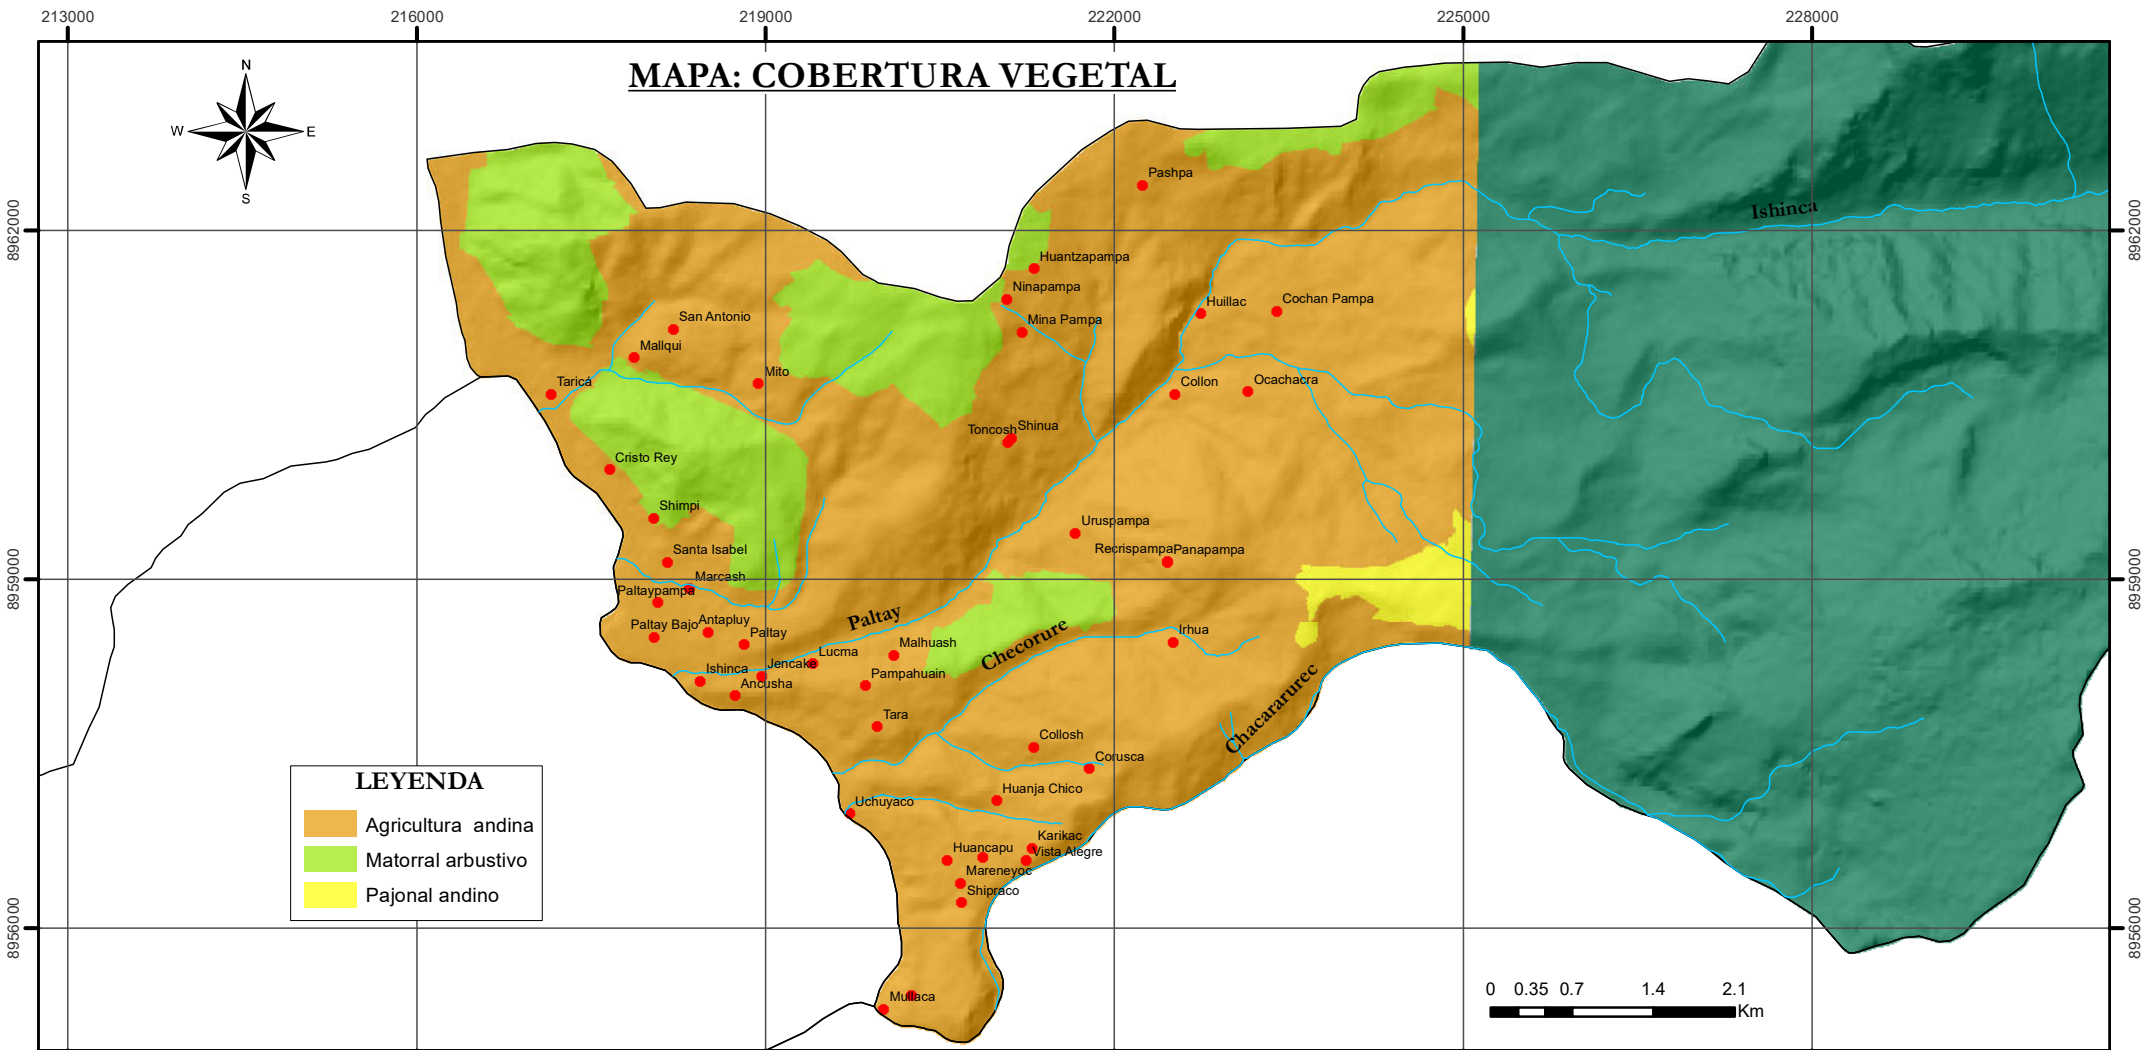 213000 216000 219000 222000 225000 228000
MAPA: COBERTURA VEGETAL
N
W E
S
8962000
8959000
8956000
8962000
8959000
8956000
Pashpa
Ishinca
Huantzapampa
Ninapampa
Mina Pampa
Huillac
Cochan Pampa
San Antonio
Mallqui
Mito
Taricá
Collon
Ocachacra
Toncosh
Shinua
Cristo Rey
Shimpi
Uruspampa
Recrispampa
Panapampa
Santa Isabel
Marcash
Paltaypampa
Paltay
Paltay Bajo
Antapluy
Paltay
Malhuash
Checorure
Irhua
Lucma
Jencake
Ishinca
Ancusha
Pampahuain
Tara
Chacararurec
Collosh
Corusca
Huanja Chico
Uchuyaco
Karikac
Huancapu
Vista Alegre
Mareneyoc
Shipraco
Mullaca
LEYENDA
Agricultura andina
Matorral arbustivo
Pajonal andino
0 0.35 0.7 1.4 2.1
Km